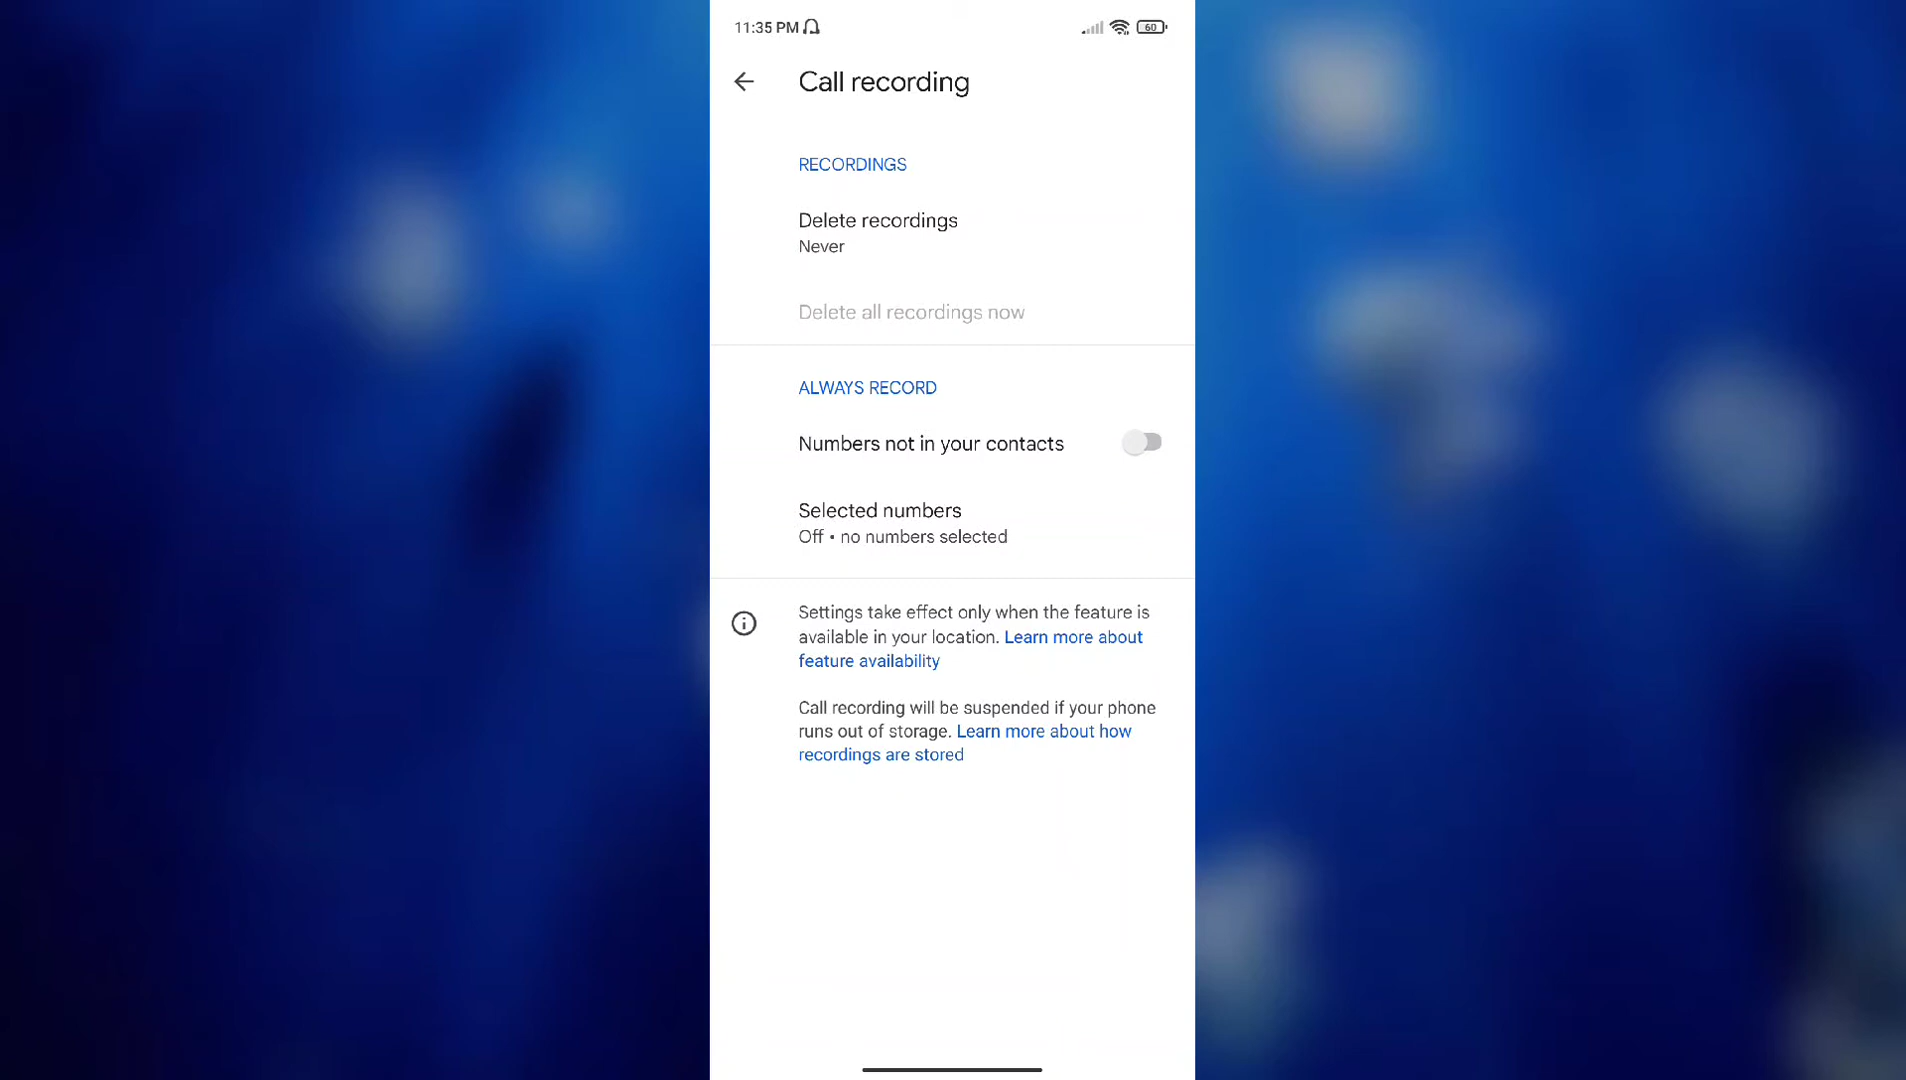 11:35 PM
60
Call recording
RECORDINGS
Delete recordings
Never
Delete all recordings now
ALWAYS RECORD
Numbers not in your contacts
Selected numbers
Off • no numbers selected
Settings take effect only when the feature is
available in your location. Learn more about
feature availability
Call recording will be suspended if your phone
runs out of storage. Learn more about how
recordings are stored